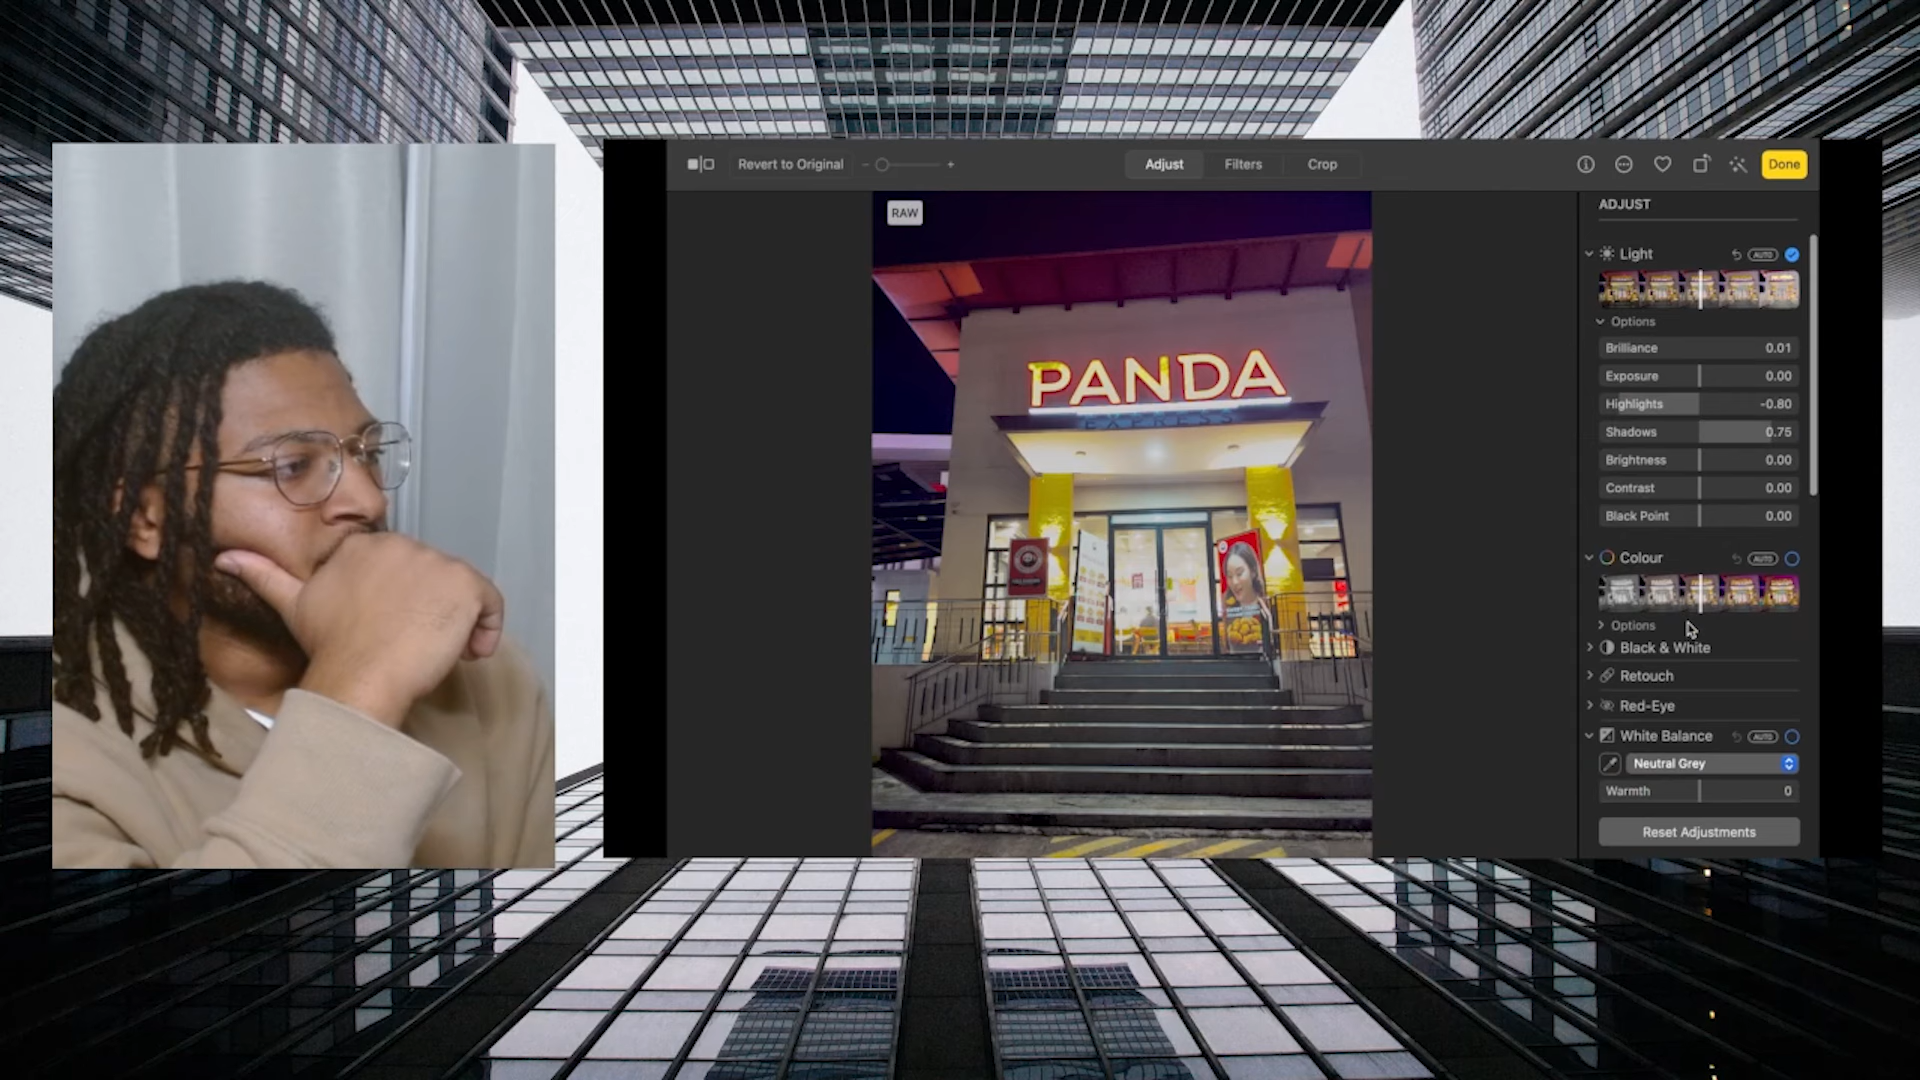 Revert to Original
Adjust
Filters
Crop
Done
RAW
ADJUST
Light
AUTO
Options
Brilliance 0.01
Exposure 0.00
Highlights -0.80
Shadows 0.75
Brightness 0.00
Contrast 0.00
Black Point 0.00
Colour
AUTO
Options
Black & White
Retouch
Red-Eye
White Balance
AUTO
Neutral Grey
Warmth 0
Reset Adjustments
PANDA
EXPRESS